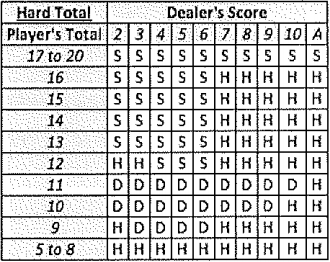 Hard Total Dealer's Score
Player's Total 2 3 4 5 6 7 8 9 10 A
17 to 20 S S S S S S S S S S
16 S S S S S H H H H H
15 S S S S S H H H H H
14 S S S S S H H H H H
13 S S S S S H H H H H
12 H H S S S H H H H H
11 D D D D D D D D D H
10 D D D D D D D D H H
9 H D D D D H H H H H
5 to 8 H H H H H H H H H H